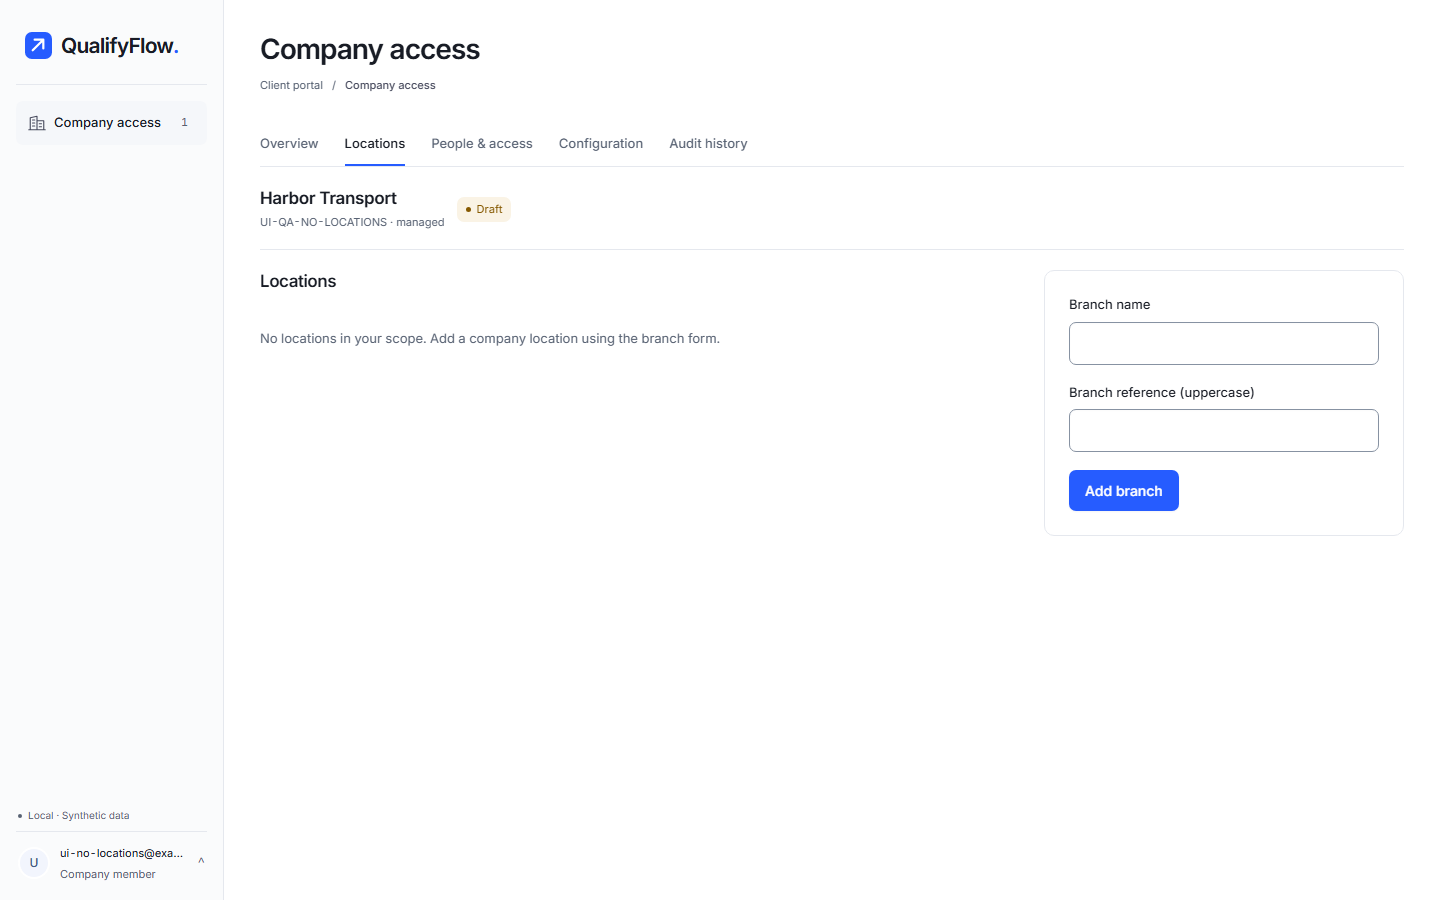 QualifyFlow.
Company access 1
Local · Synthetic data
U
ui-no-locations@exa...
Company member
^
Company access
Client portal / Company access
Overview Locations People & access Configuration Audit history
Harbor Transport
UI-QA-NO-LOCATIONS · managed
Draft
Locations
No locations in your scope. Add a company location using the branch form.
Branch name
Branch reference (uppercase)
Add branch